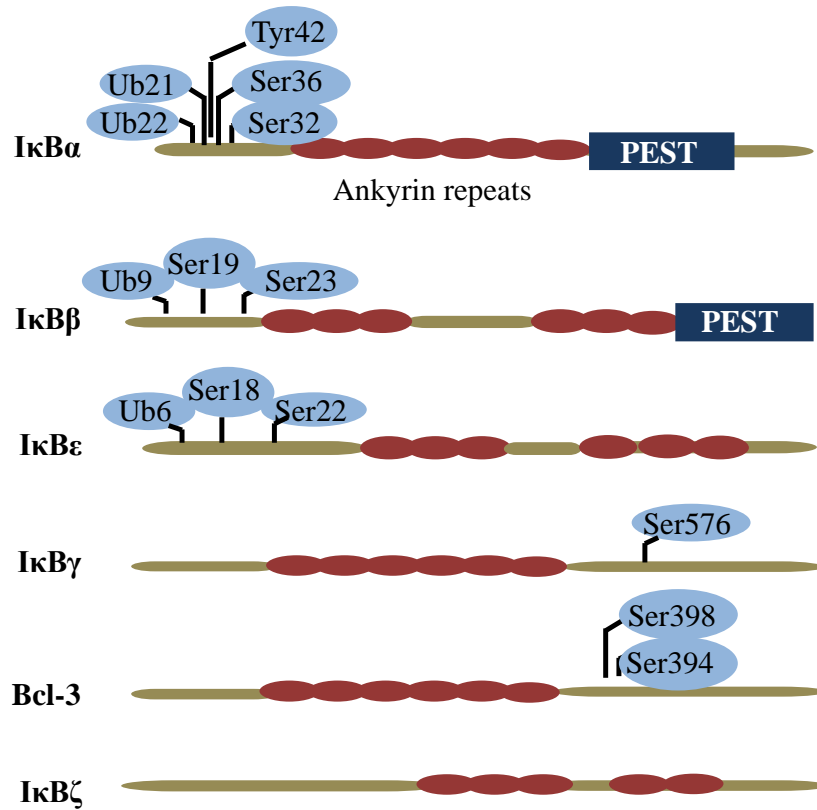 Tyr42
Ub21
Ser36
Ub22
Ser32
IκBα
PEST
Ankyrin repeats
Ub9
Ser19
Ser23
IκBβ
PEST
Ub6
Ser18
Ser22
IκBε
Ser576
IκBγ
Ser398
Ser394
Bcl-3
IκBζ